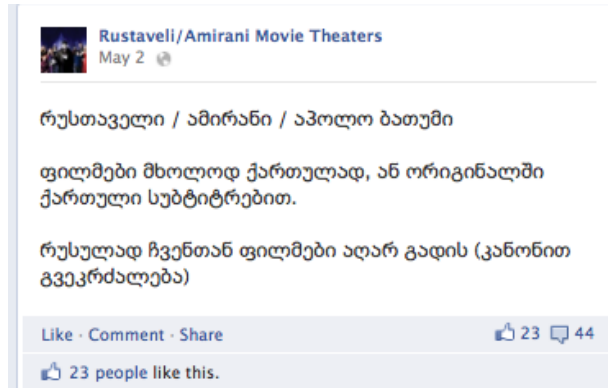 Rustaveli/Amirani Movie Theaters
May 2
რუსთაველი / ამირანი / აპოლო ბათუმი
ფილმები მხოლოდ ქართულად, ან ორიგინალში
ქართული სუბტიტრებით.
რუსულად ჩვენთან ფილმები აღარ გადის (კანონით
გვეკრძალება)
Like · Comment · Share 23 44
23 people like this.